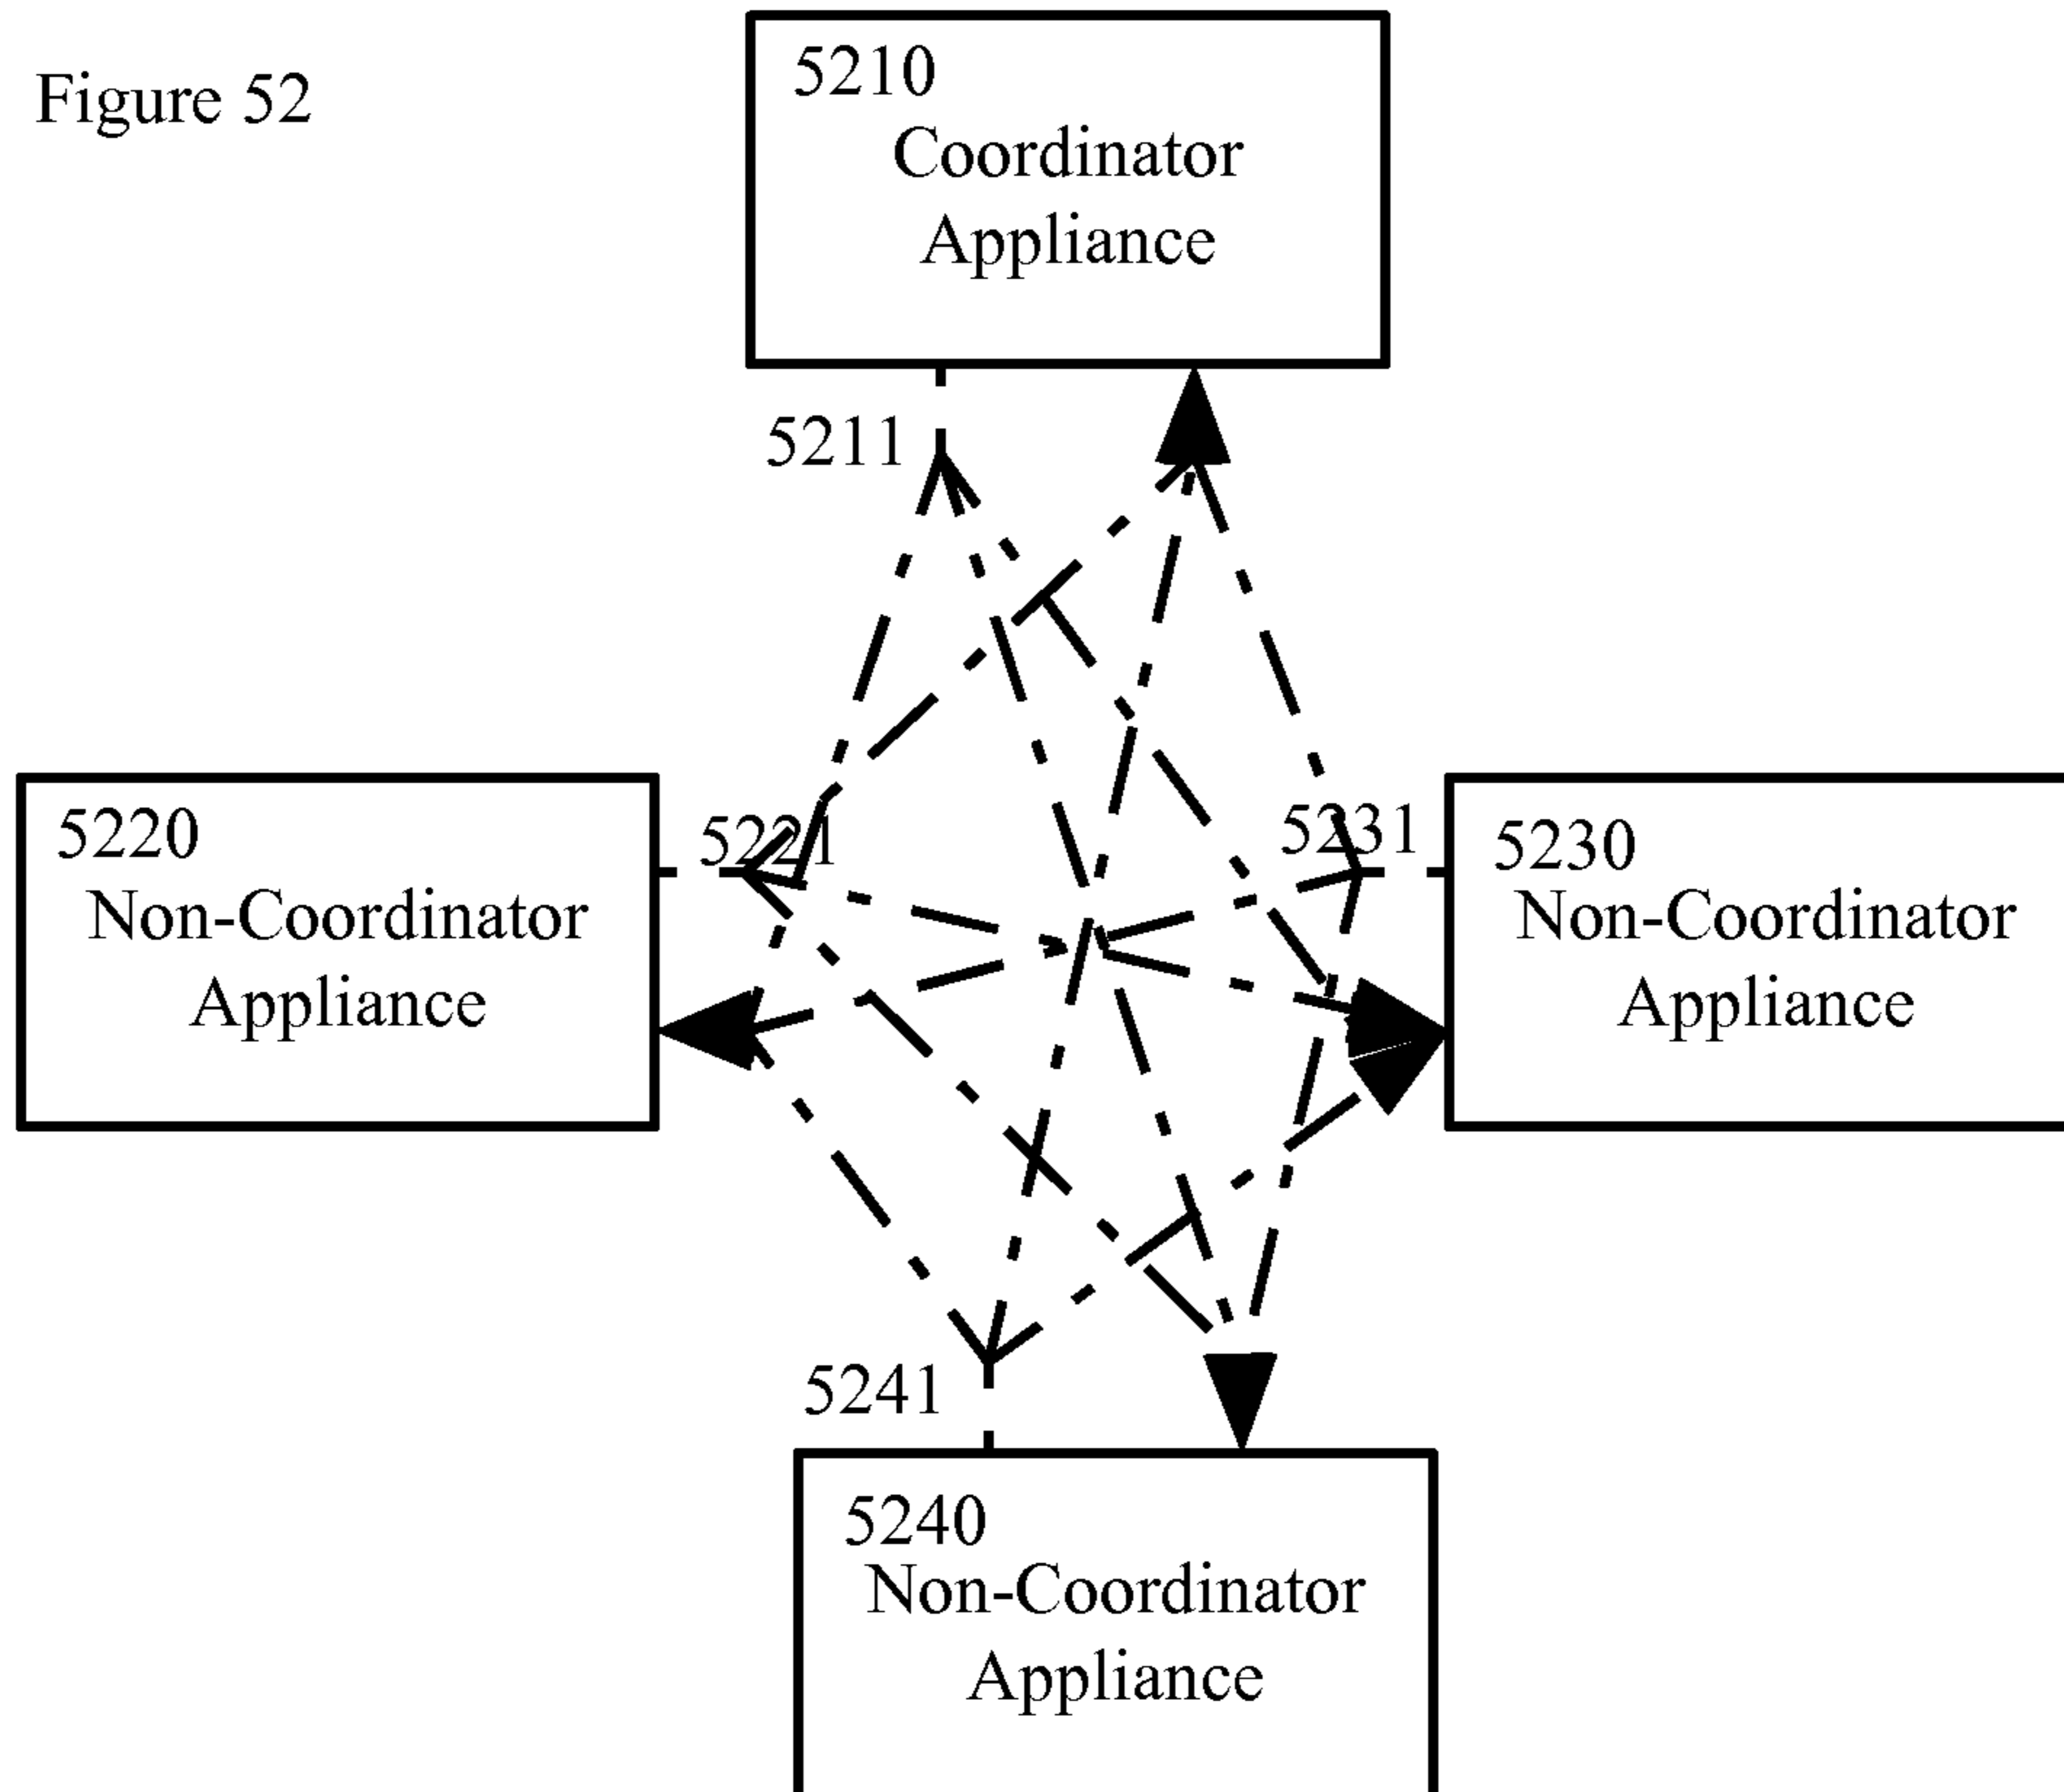 Figure 52
5210
Coordinator
Appliance
5211
5220
Non-Coordinator
Appliance
5221
5231
5230
Non-Coordinator
Appliance
5241
5240
Non-Coordinator
Appliance